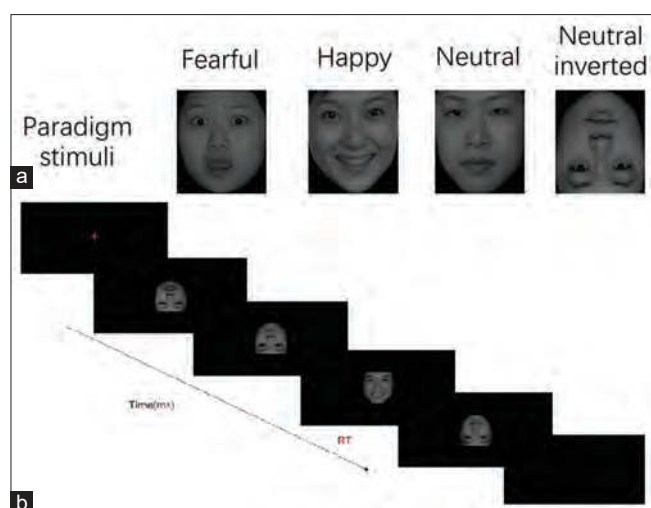 Fearful
Happy
Neutral
Neutral
inverted
Paradigm
stimuli
a
Time(ms)
RT
b